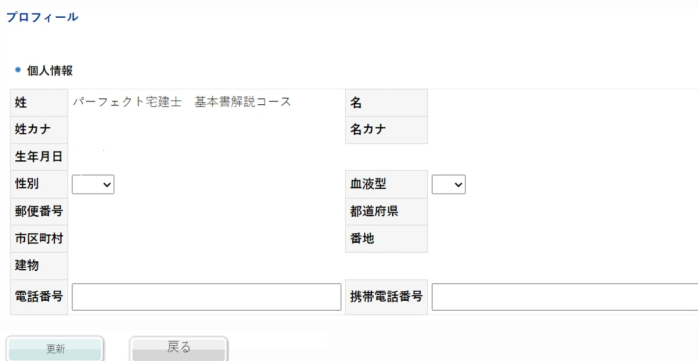 プロフィール
個人情報
姓 パーフェクト宅建士　基本書解説コース 名
姓カナ 名カナ
生年月日
性別 血液型
郵便番号 都道府県
市区町村 番地
建物
電話番号 携帯電話番号
更新 戻る